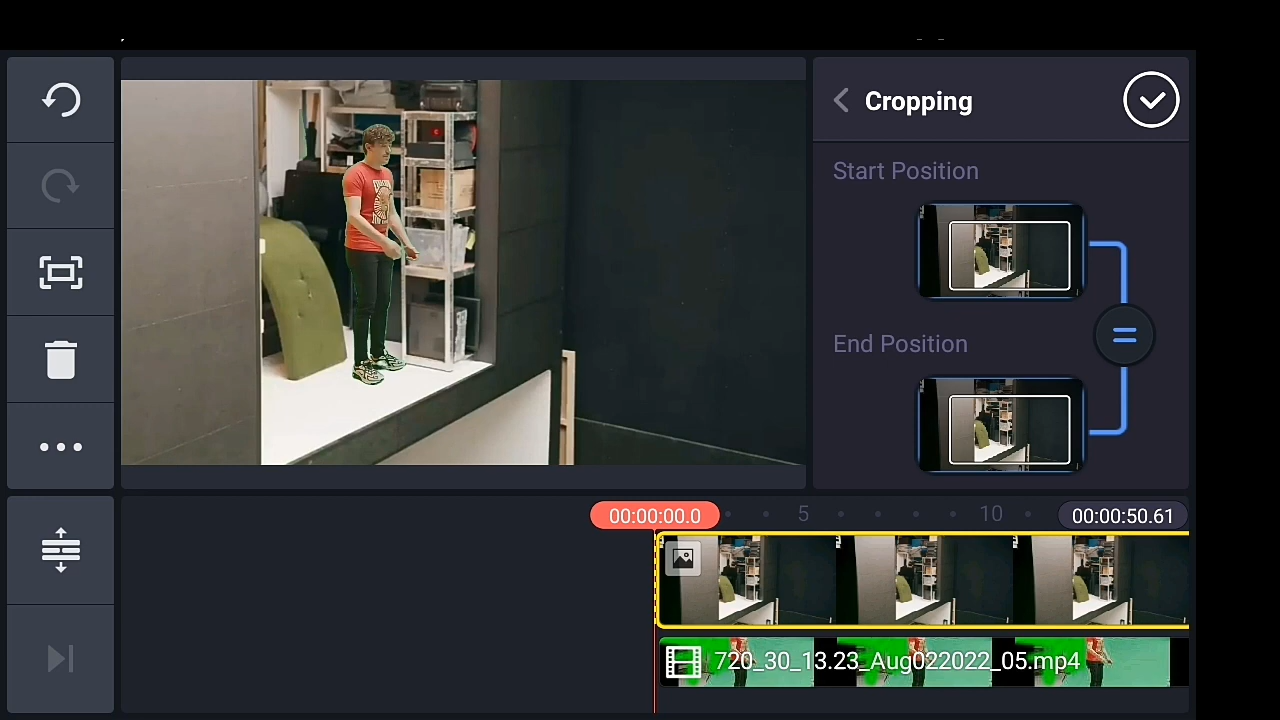 Cropping
Start Position
End Position
00:00:00.0
5
10
00:00:50.61
720_30_13.23_Aug022022_05.mp4